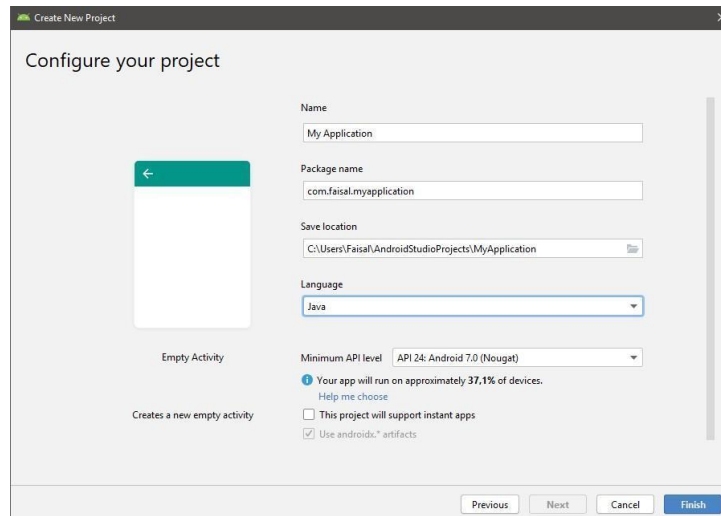 Create New Project
Configure your project
Name
My Application
Package name
com.faisal.myapplication
Save location
C:\Users\Faisal\AndroidStudioProjects\MyApplication
Language
Java
Empty Activity
Minimum API level API 24: Android 7.0 (Nougat)
Your app will run on approximately 37,1% of devices.
Help me choose
Creates a new empty activity
This project will support instant apps
Use androidx.* artifacts
Previous Next Cancel Finish